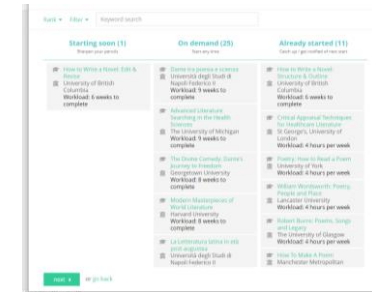 Rank Filter Keyword search
Starting soon (1)
Sharpen your pencils
How to Write a Novel: Edit &
Revise
University of British
Columbia
Workload: 6 weeks to
complete
On demand (25)
Start any time
Dante tra poesia e scienza
Università degli Studi di
Napoli Federico II
Workload: 9 weeks to
complete
Advanced Literature
Searching in the Health
Sciences
The University of Michigan
Workload: 9 weeks to
complete
The Divine Comedy: Dante's
Journey to Freedom
Georgetown University
Workload: 8 weeks to
complete
Modern Masterpieces of
World Literature
Harvard University
Workload: 8 weeks to
complete
La Letteratura latina in età
post-augustea
Università degli Studi di
Napoli Federico II
Already started (11)
How to Write a Novel:
Structure & Outline
University of British
Columbia
Workload: 6 weeks to
complete
Critical Appraisal Techniques
for Healthcare Literature
St George's, University of
London
Workload: 4 hours per week
Poetry: How to Read a Poem
University of York
Workload: 4 hours per week
William Wordsworth: Poetry,
People and Place
Lancaster University
Workload: 4 hours per week
Robert Burns: Poems, Songs
and Legacy
The University of Glasgow
Workload: 4 hours per week
How To Make A Poem
Manchester Metropolitan
next or go back